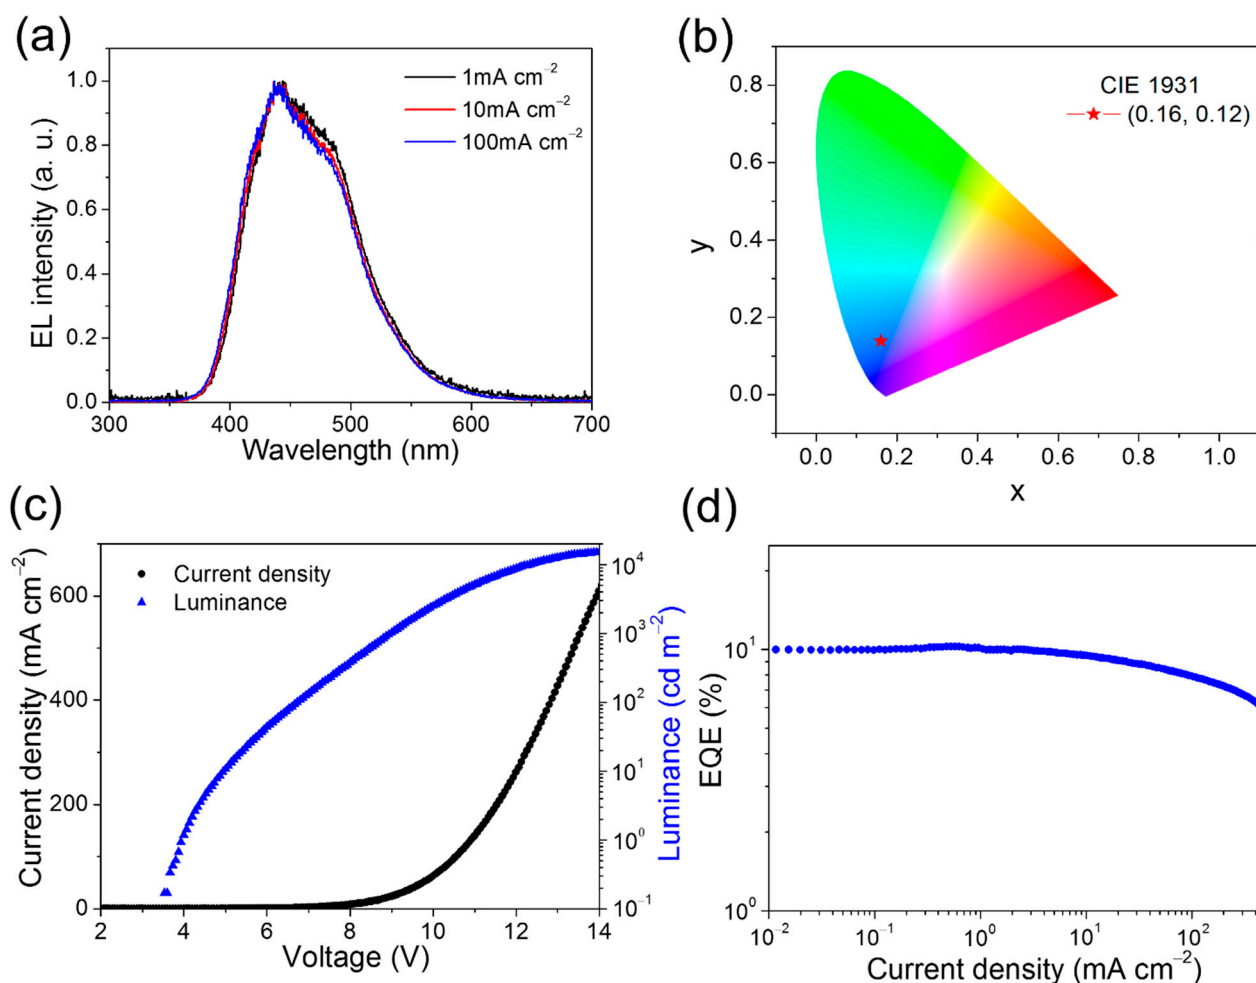 (a)
1mA cm⁻²
10mA cm⁻²
100mA cm⁻²
EL intensity (a. u.)
1.0
0.8
0.6
0.4
0.2
0.0
300 400 500 600 700
Wavelength (nm)
(b)
CIE 1931
(0.16, 0.12)
y
0.8
0.6
0.4
0.2
0.0
0.0 0.2 0.4 0.6 0.8 1.0
x
(c)
Current density
Luminance
Current density (mA cm⁻²)
600
400
200
0
2 4 6 8 10 12 14
Voltage (V)
10⁴
10³
10²
10¹
10⁰
10⁻¹
Luminance (cd m⁻²)
(d)
EQE (%)
10¹
10⁰
10⁻² 10⁻¹ 10⁰ 10¹ 10²
Current density (mA cm⁻²)